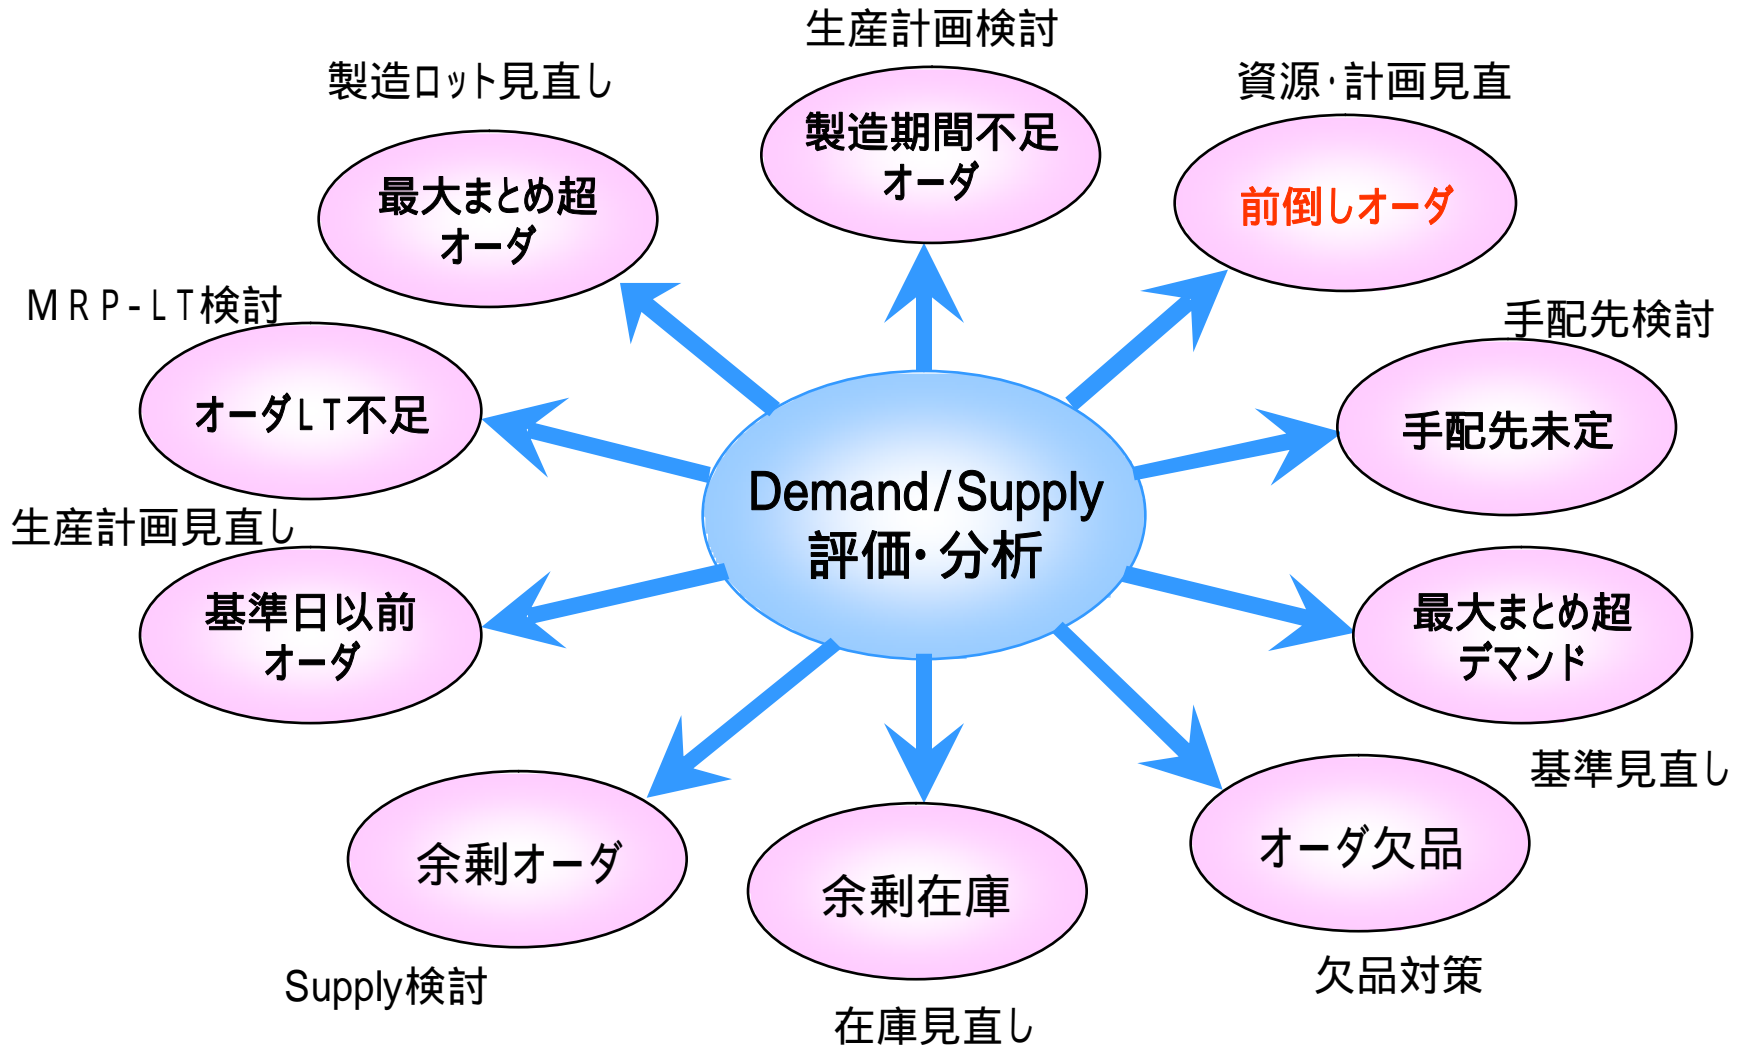 生産計画検討
製造ロット見直し
資源・計画見直
製造期間不足
オーダ
最大まとめ超
オーダ
前倒しオーダ
MRP-LT検討
手配先検討
オーダLT不足
手配先未定
Demand/Supply
評価・分析
生産計画見直し
基準日以前
オーダ
最大まとめ超
デマンド
基準見直し
余剰オーダ
余剰在庫
オーダ欠品
Supply検討
在庫見直し
欠品対策